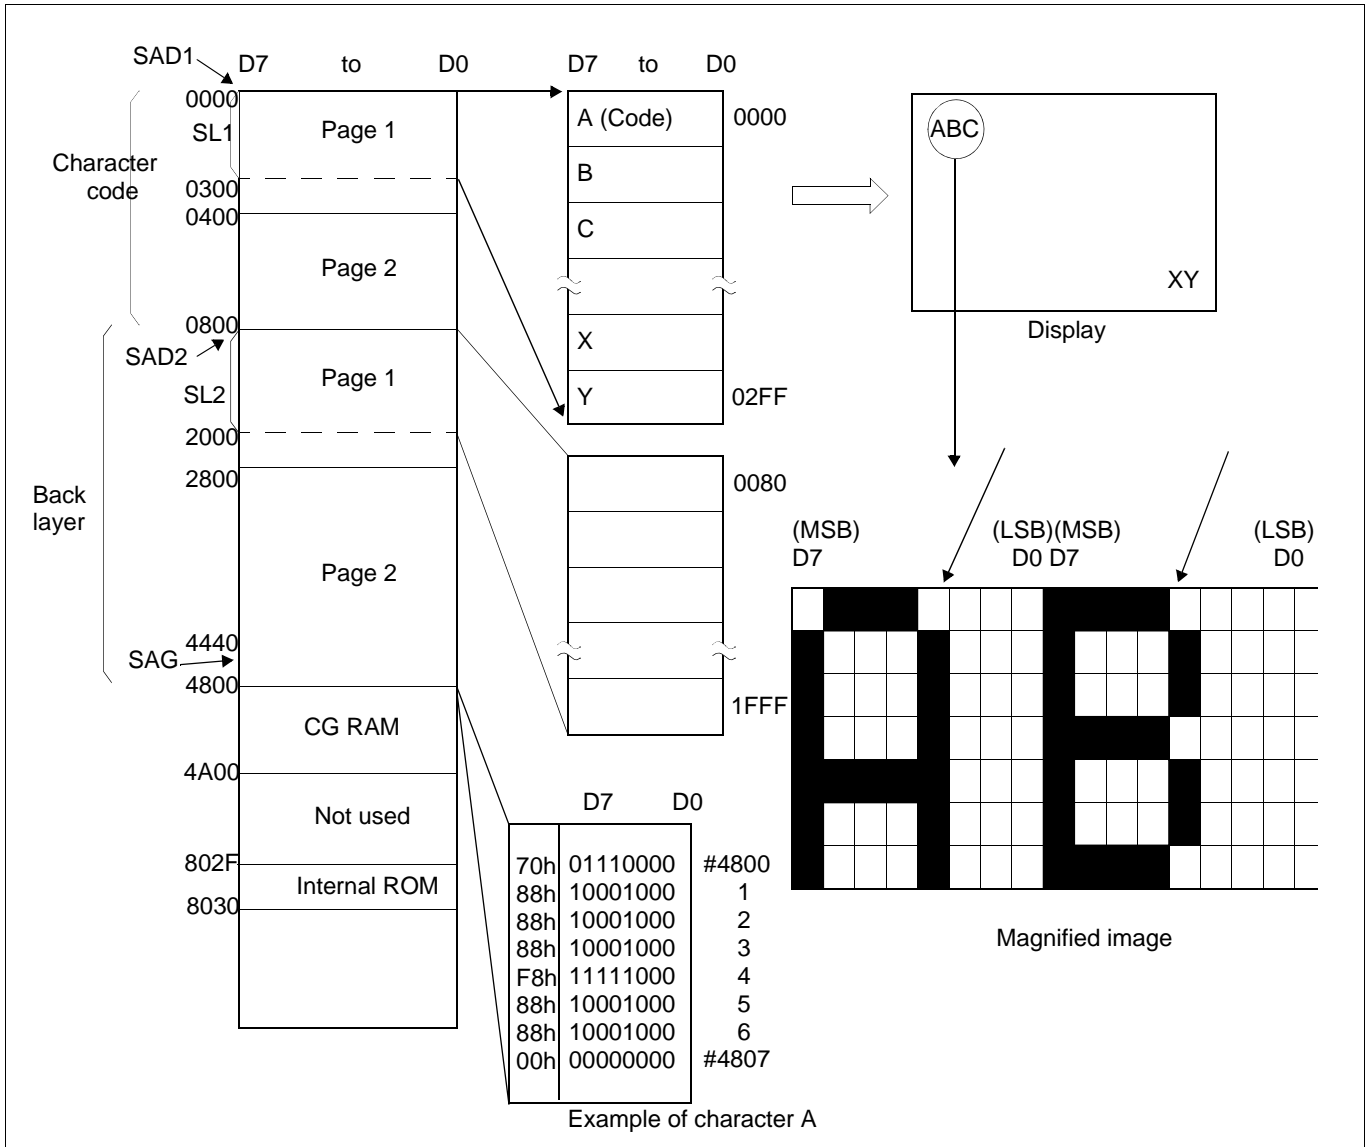 SAD1
D7 to D0
D7 to D0
0000
SL1
Page 1
A (Code)
0000
ABC
Character
code
B
0300
0400
C
Page 2
XY
0800
X
Display
SAD2
Page 1
SL2
Y
02FF
2000
2800
0080
Back
layer
(MSB)
D7
(LSB)(MSB)
D0 D7
(LSB)
D0
Page 2
4440
SAG
4800
1FFF
CG RAM
4A00
Not used
D7 D0
802F
Internal ROM
8030
70h 01110000 #4800
88h 10001000 1
88h 10001000 2
88h 10001000 3
F8h 11111000 4
88h 10001000 5
88h 10001000 6
00h 00000000 #4807
Magnified image
Example of character A